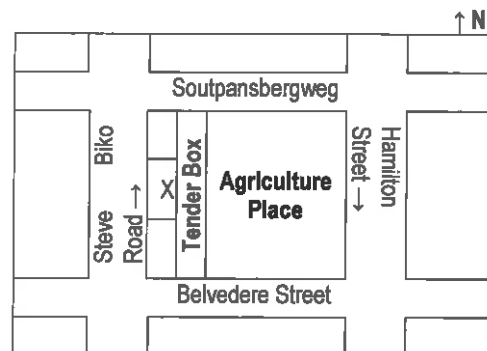 ↑ N
Soutpansbergweg
Steve Biko
Road →
X
Tender Box
Agriculture
Place
Hamilton
Street →
Belvedere Street